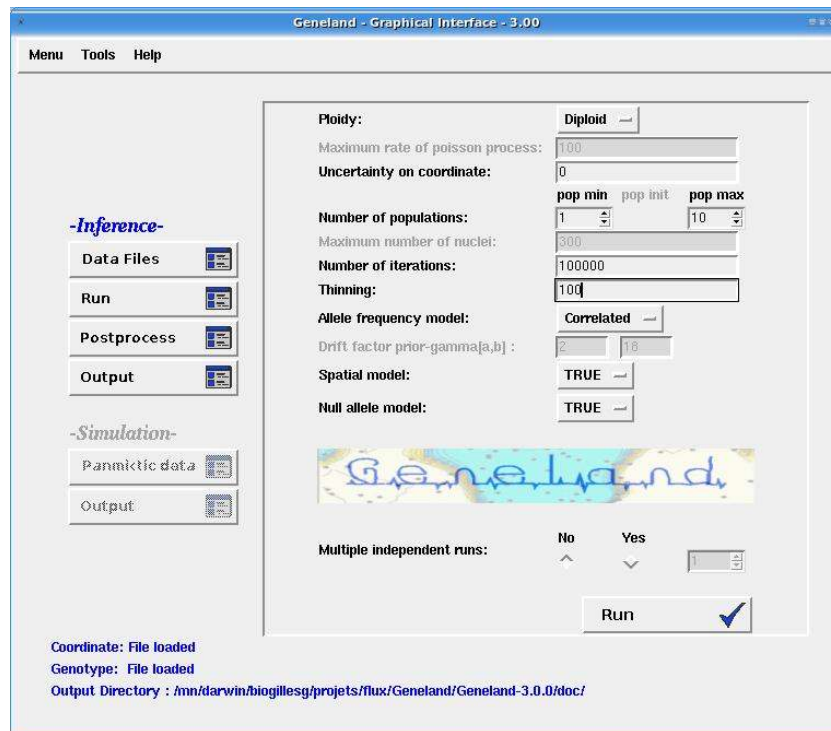 Geneland - Graphical Interface - 3.00
Menu Tools Help
Ploidy: Diploid
Maximum rate of poisson process: 100
Uncertainty on coordinate: 0
pop min pop init pop max
Number of populations: 1 10
Maximum number of nuclei: 300
Number of iterations: 100000
Thinning: 100
Allele frequency model: Correlated
Drift factor prior-gamma[a,b] : 2 18
Spatial model: TRUE
Null allele model: TRUE
-Inference-
Data Files
Run
Postprocess
Output
-Simulation-
Panmictic data
Output
Geneland
No Yes
Multiple independent runs: 1
Run
Coordinate: File loaded
Genotype: File loaded
Output Directory : /mn/darwin/biogillesg/projets/flux/Geneland/Geneland-3.0.0/doc/